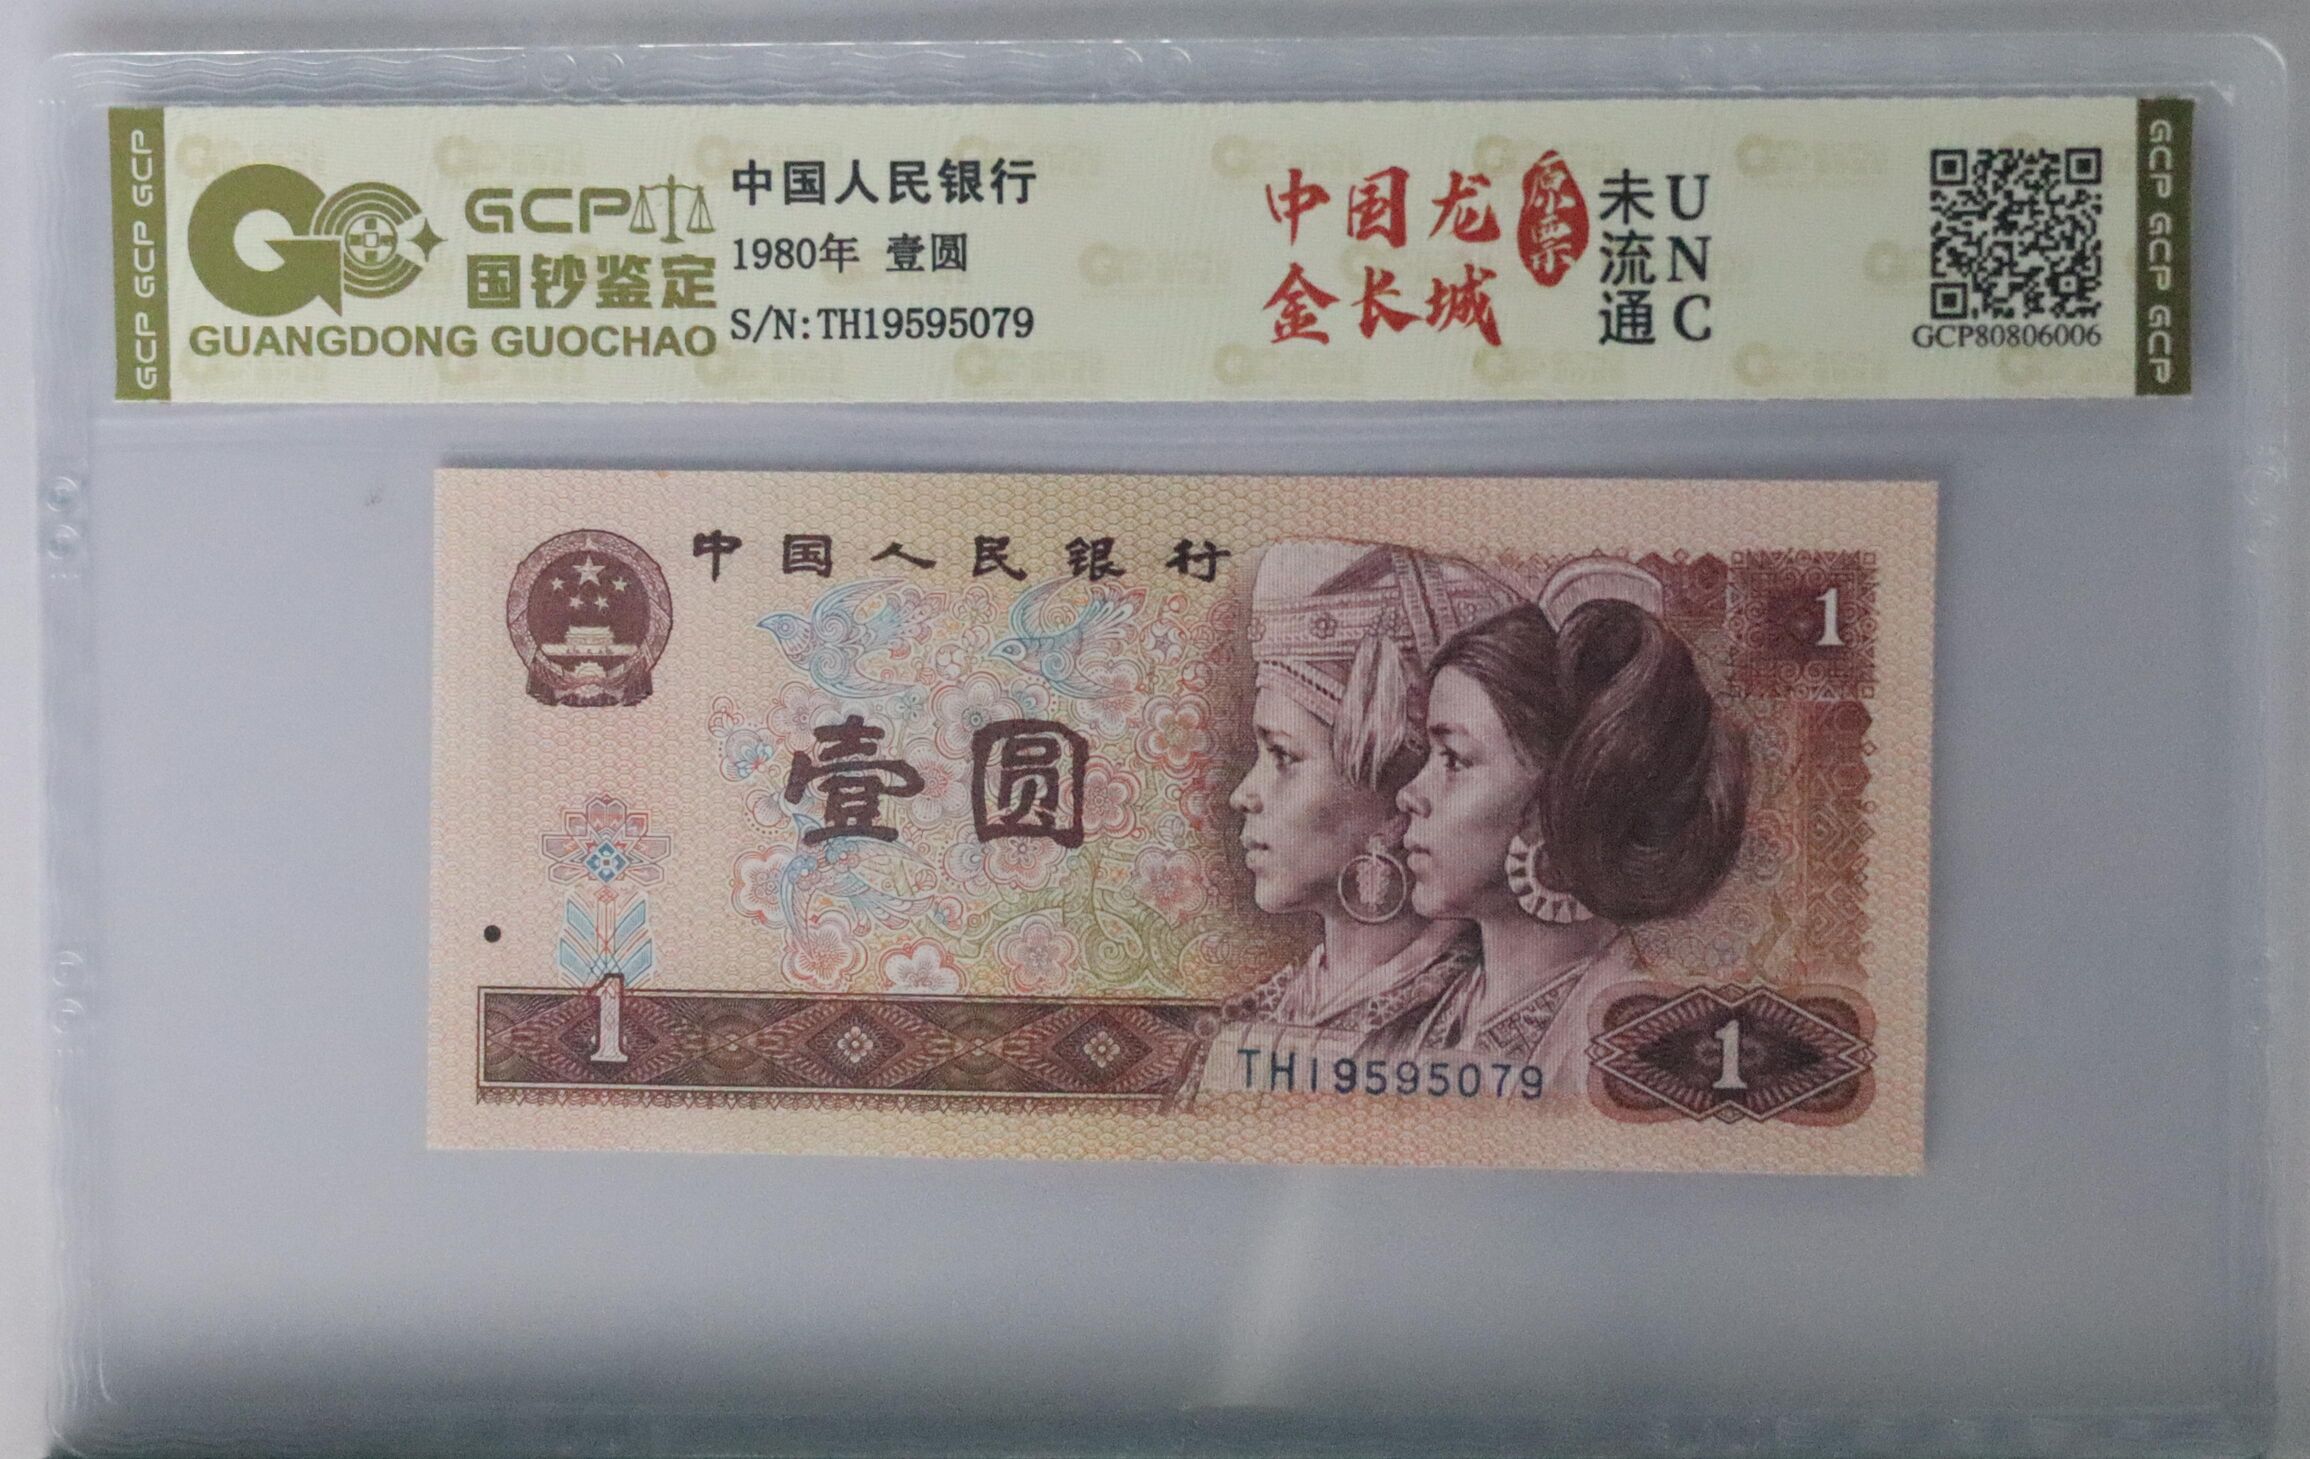 GCP GCP GCP
GCP
国钞鉴定
GUANGDONG GUOCHAO
中国人民银行
1980年 壹圆
S/N:TH19595079
中国龙
金长城
原票
未流通
UNC
GCP80806006
GCP GCP GCP
中国人民银行
1
壹圆
1
1
TH19595079